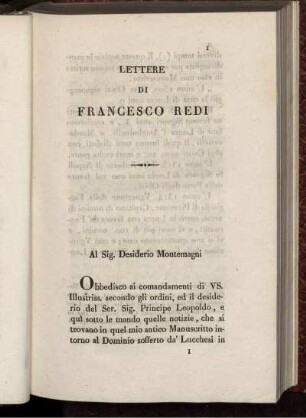 1
LETTERE
DI
FRANCESCO REDI
Al Sig. Desiderio Montemagni
Obbedisco ai comandamenti di VS.
Illustriss. secondo gli ordini, ed il deside-
rio del Ser. Sig. Principe Leopoldo, e
quì sotto le mando quelle notizie, che si
trovano in quel mio antico Manuscritto in-
torno al Dominio sofferto da' Lucchesi in
1